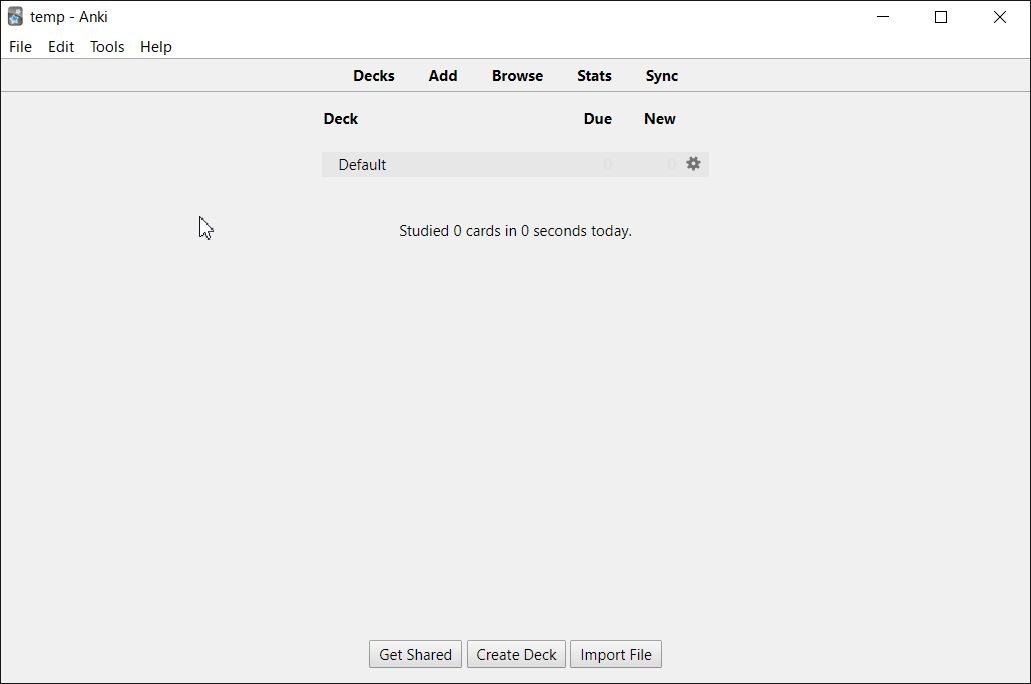 temp - Anki
File Edit Tools Help
Decks Add Browse Stats Sync
Deck Due New
Default 0 0
Studied 0 cards in 0 seconds today.
Get Shared Create Deck Import File